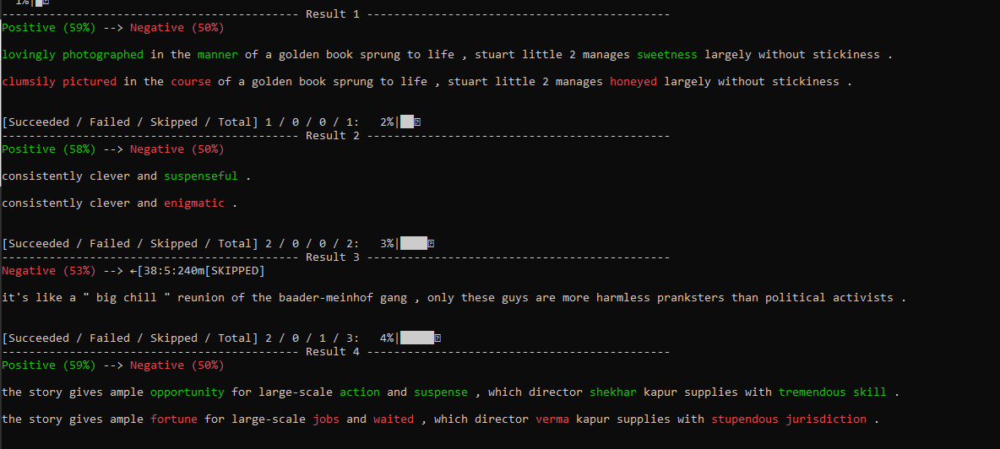 1%|
-------------------------------------------- Result 1 ---------------------------------------------
Positive (59%) --> Negative (50%)
lovingly photographed in the manner of a golden book sprung to life , stuart little 2 manages sweetness largely without stickiness .
clumsily pictured in the course of a golden book sprung to life , stuart little 2 manages honeyed largely without stickiness .
[Succeeded / Failed / Skipped / Total] 1 / 0 / 0 / 1:   2%|
-------------------------------------------- Result 2 ---------------------------------------------
Positive (58%) --> Negative (50%)
consistently clever and suspenseful .
consistently clever and enigmatic .
[Succeeded / Failed / Skipped / Total] 2 / 0 / 0 / 2:   3%|
-------------------------------------------- Result 3 ---------------------------------------------
Negative (53%) --> ←[38;5;240m[SKIPPED]
it's like a " big chill " reunion of the baader-meinhof gang , only these guys are more harmless pranksters than political activists .
[Succeeded / Failed / Skipped / Total] 2 / 0 / 1 / 3:   4%|
-------------------------------------------- Result 4 ---------------------------------------------
Positive (59%) --> Negative (50%)
the story gives ample opportunity for large-scale action and suspense , which director shekhar kapur supplies with tremendous skill .
the story gives ample fortune for large-scale jobs and waited , which director verma kapur supplies with stupendous jurisdiction .